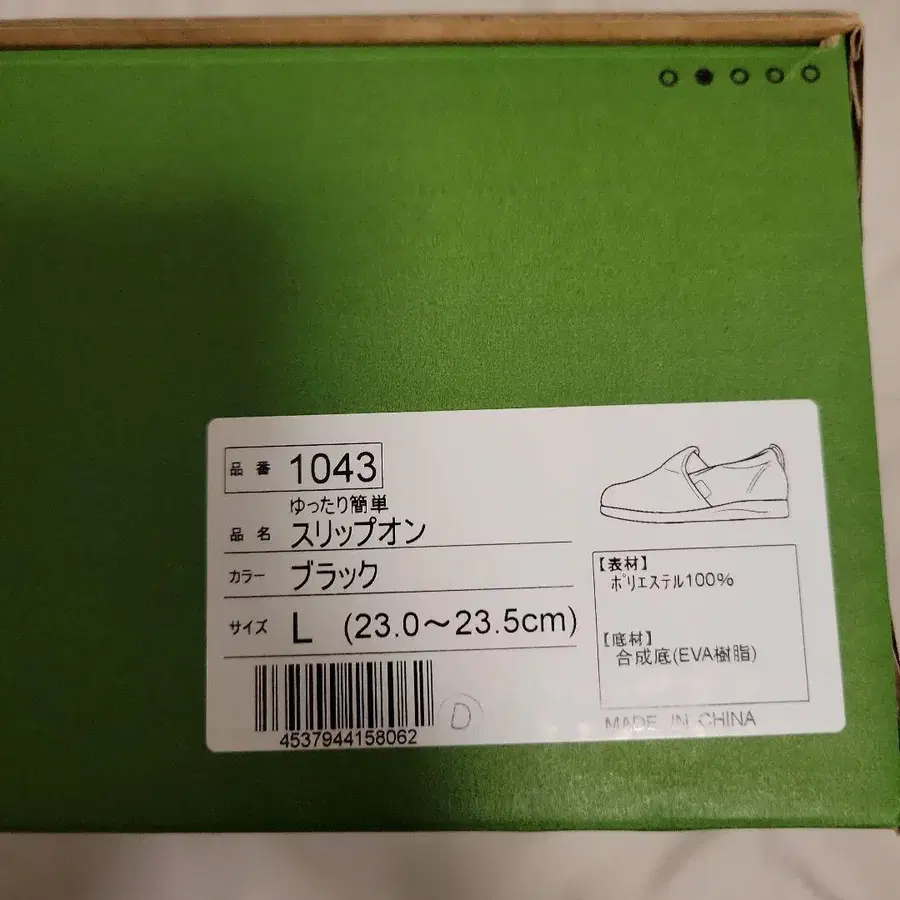 品番 1043
ゆったり簡単
品名 スリップオン
カラー ブラック
サイズ L (23.0～23.5cm)
4537944158062
D
【表材】
ポリエステル100%
【底材】
合成底(EVA樹脂)
MADE IN CHINA